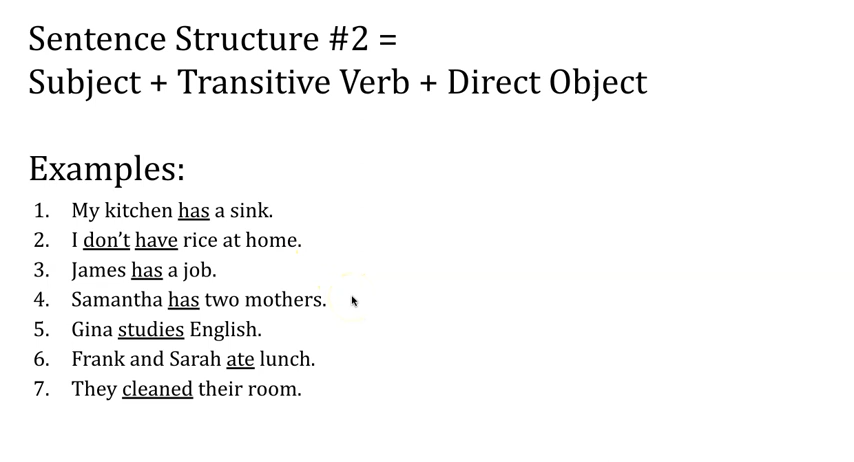 Sentence Structure #2 =
Subject + Transitive Verb + Direct Object
Examples:
1. My kitchen has a sink.
2. I don’t have rice at home.
3. James has a job.
4. Samantha has two mothers.
5. Gina studies English.
6. Frank and Sarah ate lunch.
7. They cleaned their room.